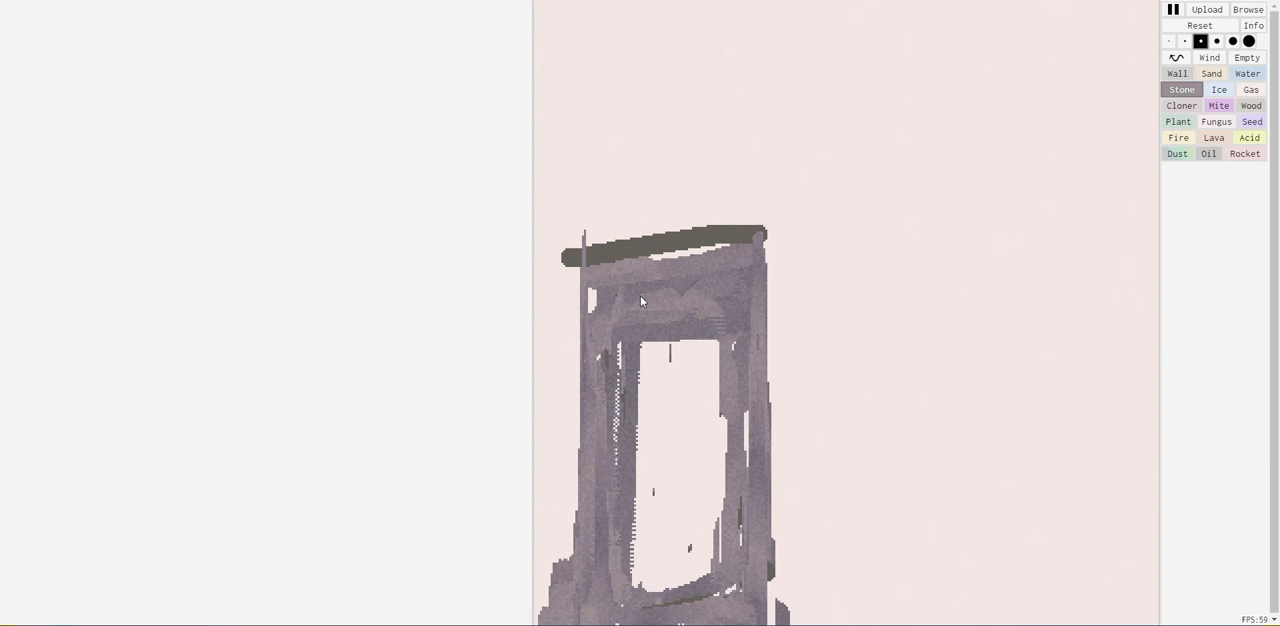 Upload Browse
Reset Info
Wind Empty
Wall Sand Water
Stone Ice Gas
Cloner Mite Wood
Plant Fungus Seed
Fire Lava Acid
Dust Oil Rocket
FPS:59